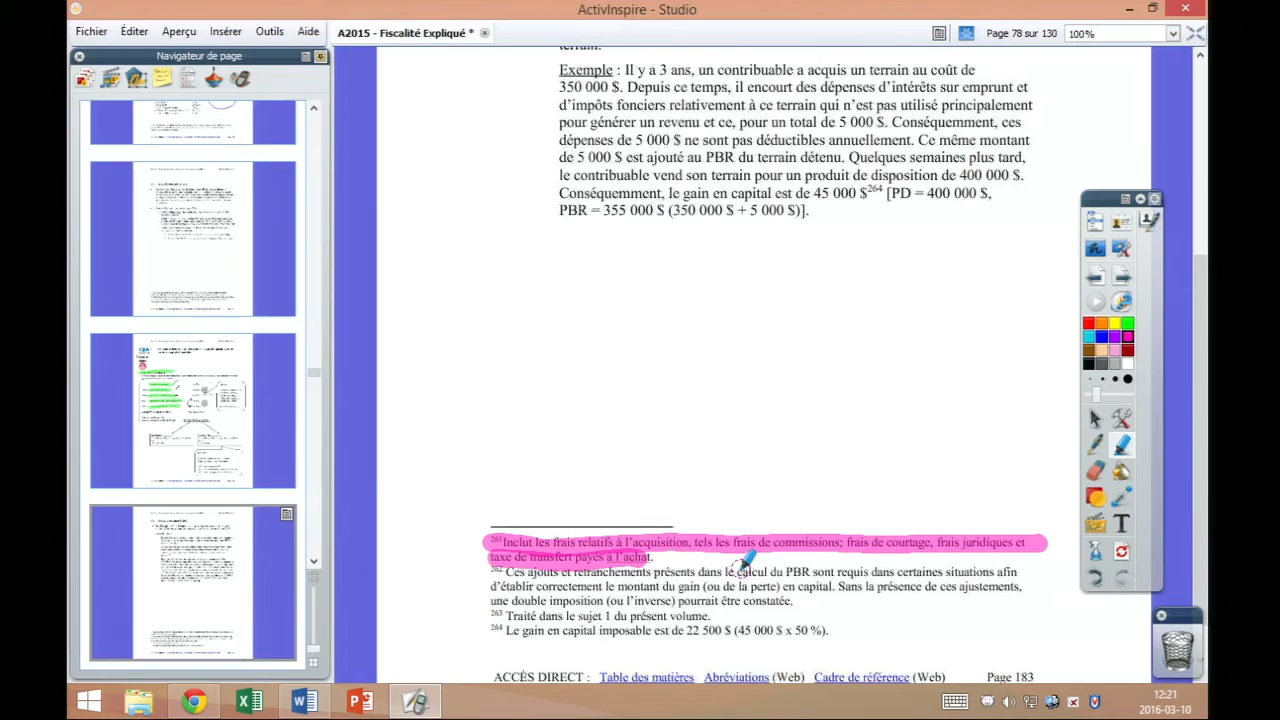 ActivInspire - Studio
Fichier Éditer Aperçu Insérer Outils Aide
A2015 - Fiscalité Expliqué *
Page 78 sur 130
100%
Navigateur de page
terrain.
Exemple : Il y a 3 ans, un contribuable a acquis un terrain au coût de
350 000 $. Depuis ce temps, il encourt des dépenses d'intérêts sur emprunt et
d'impôts fonciers relativement à ce terrain qui n'est pas utilisé principalement
pour générer un revenu et ce, pour un total de 5 000 $. Conséquemment, ces
dépenses de 5 000 $ ne sont pas déductibles annuellement. Ce même montant
de 5 000 $ est ajouté au PBR du terrain détenu. Quelques semaines plus tard,
le contribuable vend son terrain pour un produit de disposition de 400 000 $.
Conséquemment, le gain en capital est de 45 000 $264 [PD = 400 000 $,
PBR = 355 000 $ (350 000 $ + 5 000 $)].
261 Inclut les frais relatifs à l'acquisition, tels les frais de commissions; frais de courtage, frais juridiques et
taxe de transfert payés à l'achat.
262 Ces ajouts et retranchements présents dans le calcul du PBR sont requis dans certaines situations afin
d'établir correctement le montant du gain (ou de la perte) en capital. Sans la présence de ces ajustements,
une double imposition (ou l'inverse) pourrait être constatée.
263 Traité dans le sujet 1 du présent volume.
264 Le gain en capital imposable est de 22 500 $ (45 000 $ x 50 %).
ACCÈS DIRECT : Table des matières Abréviations (Web) Cadre de référence (Web) Page 183
12:21
2016-03-10